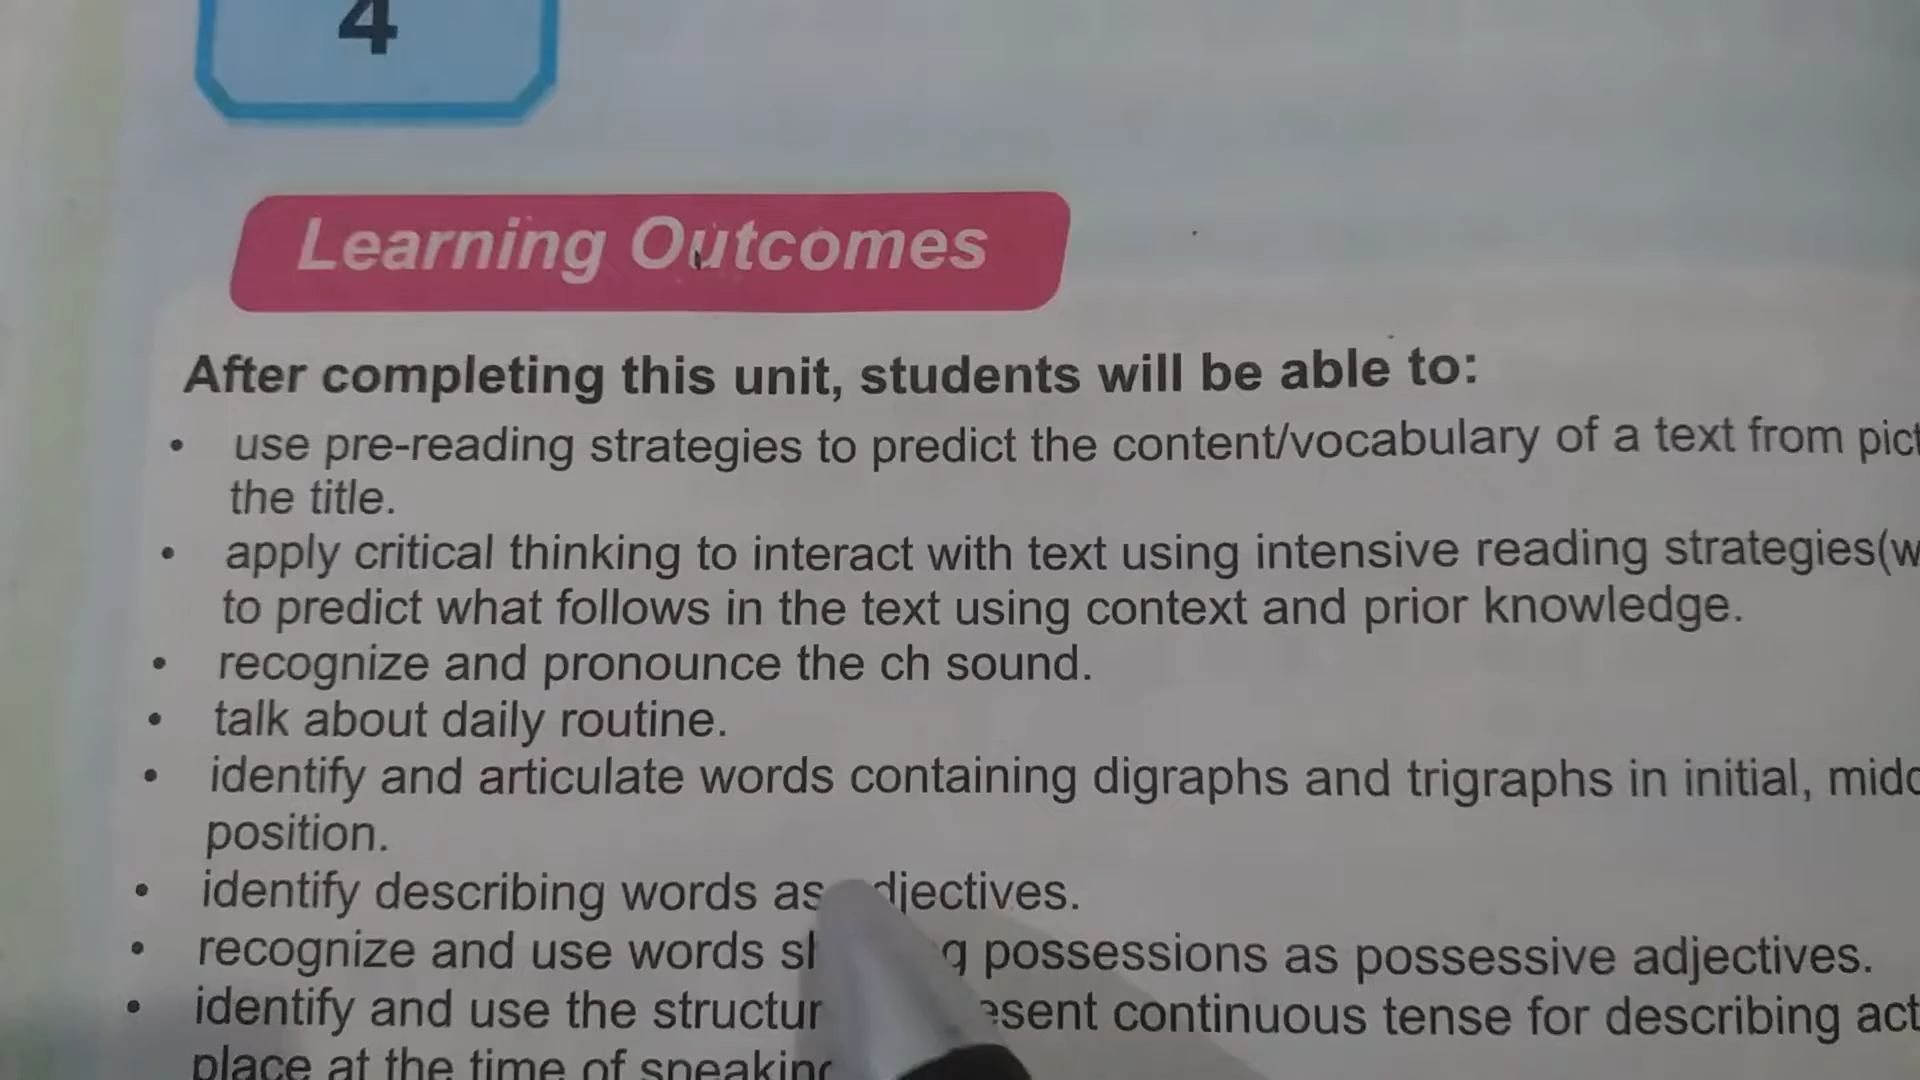 4
Learning Outcomes
After completing this unit, students will be able to:
• use pre-reading strategies to predict the content/vocabulary of a text from
the title.
• apply critical thinking to interact with text using intensive reading strategies
to predict what follows in the text using context and prior knowledge.
• recognize and pronounce the ch sound.
• talk about daily routine.
• identify and articulate words containing digraphs and trigraphs in initial,
position.
• identify describing words as
• recognize and use words possessions as possessive adjectives.
• identify and use the continuous tense for describing
place at the time of